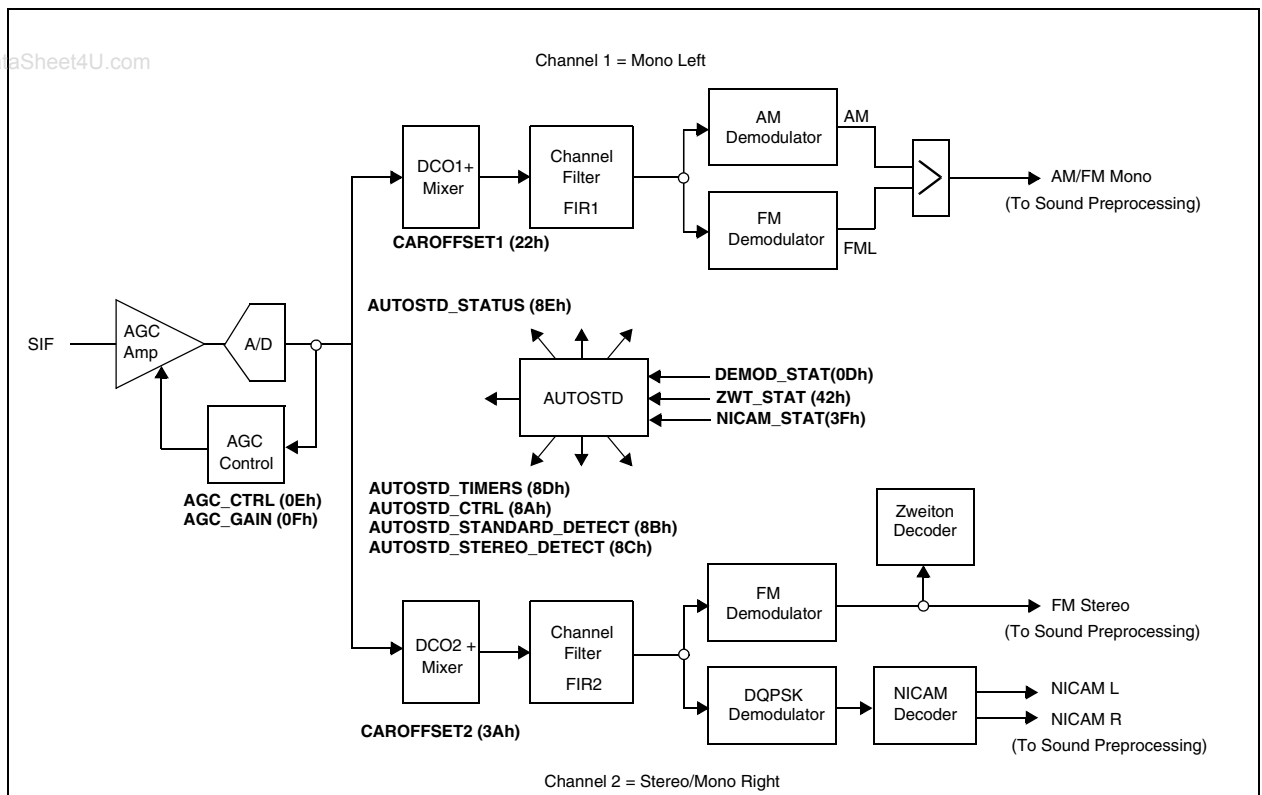 taSheet4U.com
Channel 1 = Mono Left
AM
Demodulator
AM
DCO1+
Mixer
Channel
Filter
FIR1
AM/FM Mono
(To Sound Preprocessing)
FM
Demodulator
FML
CAROFFSET1 (22h)
AUTOSTD_STATUS (8Eh)
SIF
AGC
Amp
A/D
AUTOSTD
DEMOD_STAT(0Dh)
ZWT_STAT (42h)
NICAM_STAT(3Fh)
AGC
Control
AGC_CTRL (0Eh)
AGC_GAIN (0Fh)
AUTOSTD_TIMERS (8Dh)
AUTOSTD_CTRL (8Ah)
AUTOSTD_STANDARD_DETECT (8Bh)
AUTOSTD_STEREO_DETECT (8Ch)
Zweiton
Decoder
FM
Demodulator
FM Stereo
(To Sound Preprocessing)
DCO2 +
Mixer
Channel
Filter
FIR2
DQPSK
Demodulator
NICAM
Decoder
NICAM L
NICAM R
(To Sound Preprocessing)
CAROFFSET2 (3Ah)
Channel 2 = Stereo/Mono Right